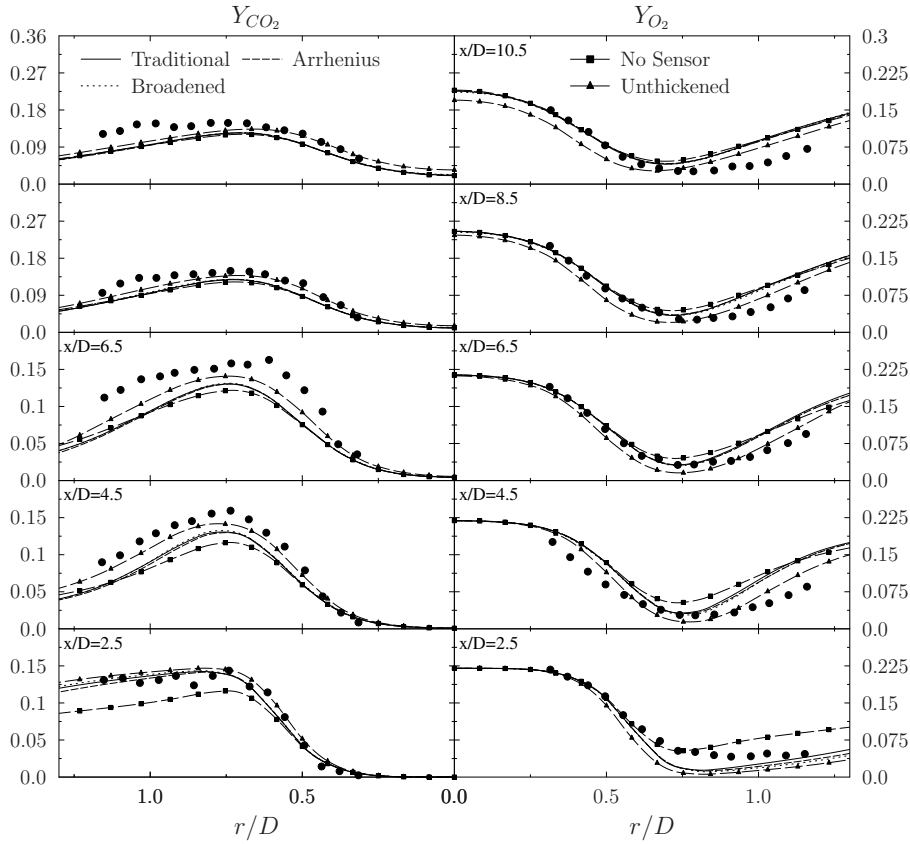 Y_{CO_2} Y_{O_2}
0.36 x/D=10.5 0.3
Traditional Arrhenius No Sensor
0.27 0.225
Broadened Unthickened
0.18 0.15
0.09 0.075
0.0 0.0
x/D=8.5
0.27 0.225
0.18 0.15
0.09 0.075
0.0 0.0
x/D=6.5 x/D=6.5
0.15 0.225
0.1 0.15
0.05 0.075
0.0 0.0
x/D=4.5 x/D=4.5
0.15 0.225
0.1 0.15
0.05 0.075
0.0 0.0
x/D=2.5 x/D=2.5
0.15 0.225
0.1 0.15
0.05 0.075
0.0 0.0
1.0 0.5 0.0 0.5 1.0
r/D r/D